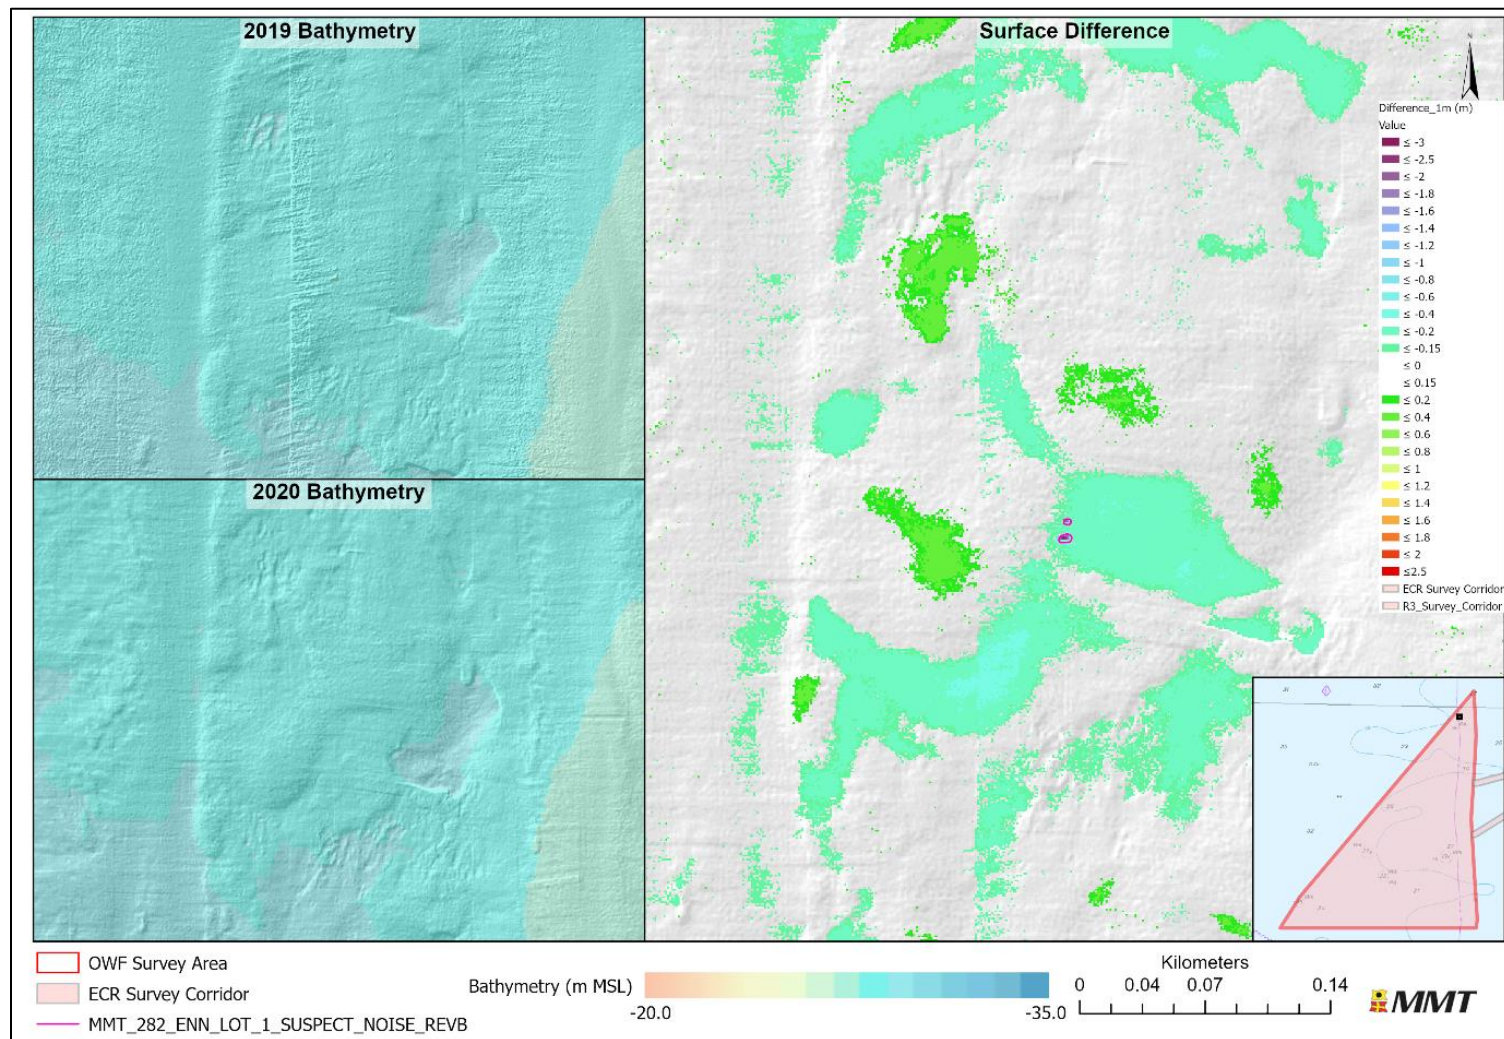 2019 Bathymetry
Surface Difference
N
Difference_1m (m)
Value
≤ -3
≤ -2.5
≤ -2
≤ -1.8
≤ -1.6
≤ -1.4
≤ -1.2
≤ -1
≤ -0.8
≤ -0.6
≤ -0.4
≤ -0.2
≤ -0.15
≤ 0
≤ 0.15
≤ 0.2
≤ 0.4
≤ 0.6
≤ 0.8
≤ 1
≤ 1.2
≤ 1.4
≤ 1.6
≤ 1.8
≤ 2
≤2.5
ECR Survey Corridor
R3_Survey_Corridor
2020 Bathymetry
OWF Survey Area
ECR Survey Corridor
MMT_282_ENN_LOT_1_SUSPECT_NOISE_REVB
Bathymetry (m MSL)
-20.0
-35.0
Kilometers
0 0.04 0.07 0.14
MMT